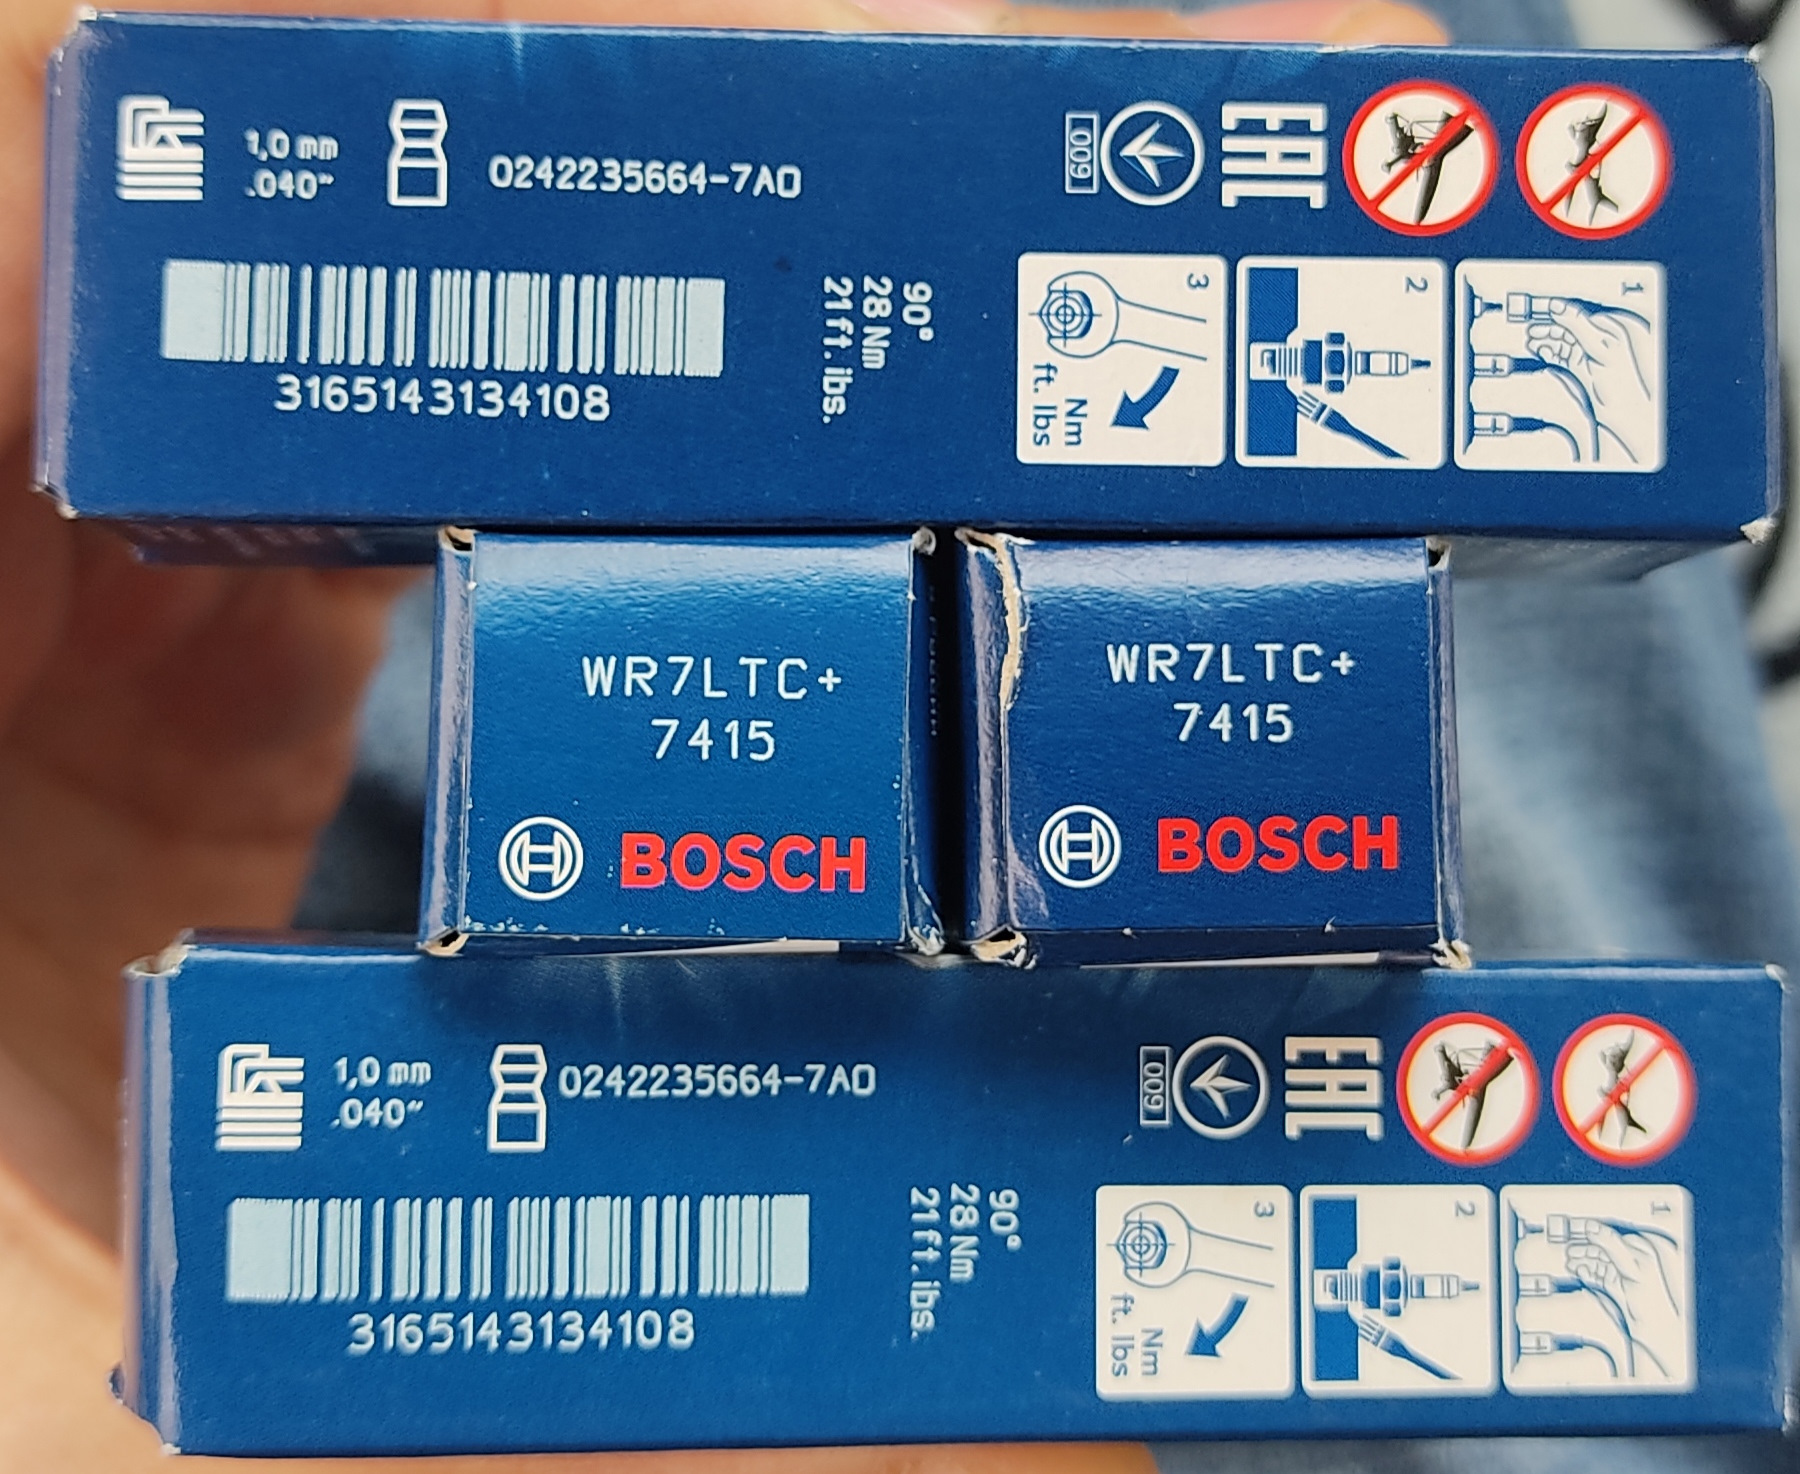 1,0 mm
.040"
0242235664-7A0
009
EAC
3165143134108
90°
28 Nm
21 ft. lbs.
3
Nm
ft. lbs
2
1
WR7LTC+
7415
BOSCH
WR7LTC+
7415
BOSCH
1,0 mm
.040"
0242235664-7A0
009
EAC
3165143134108
90°
28 Nm
21 ft. lbs.
3
Nm
ft. lbs
2
1